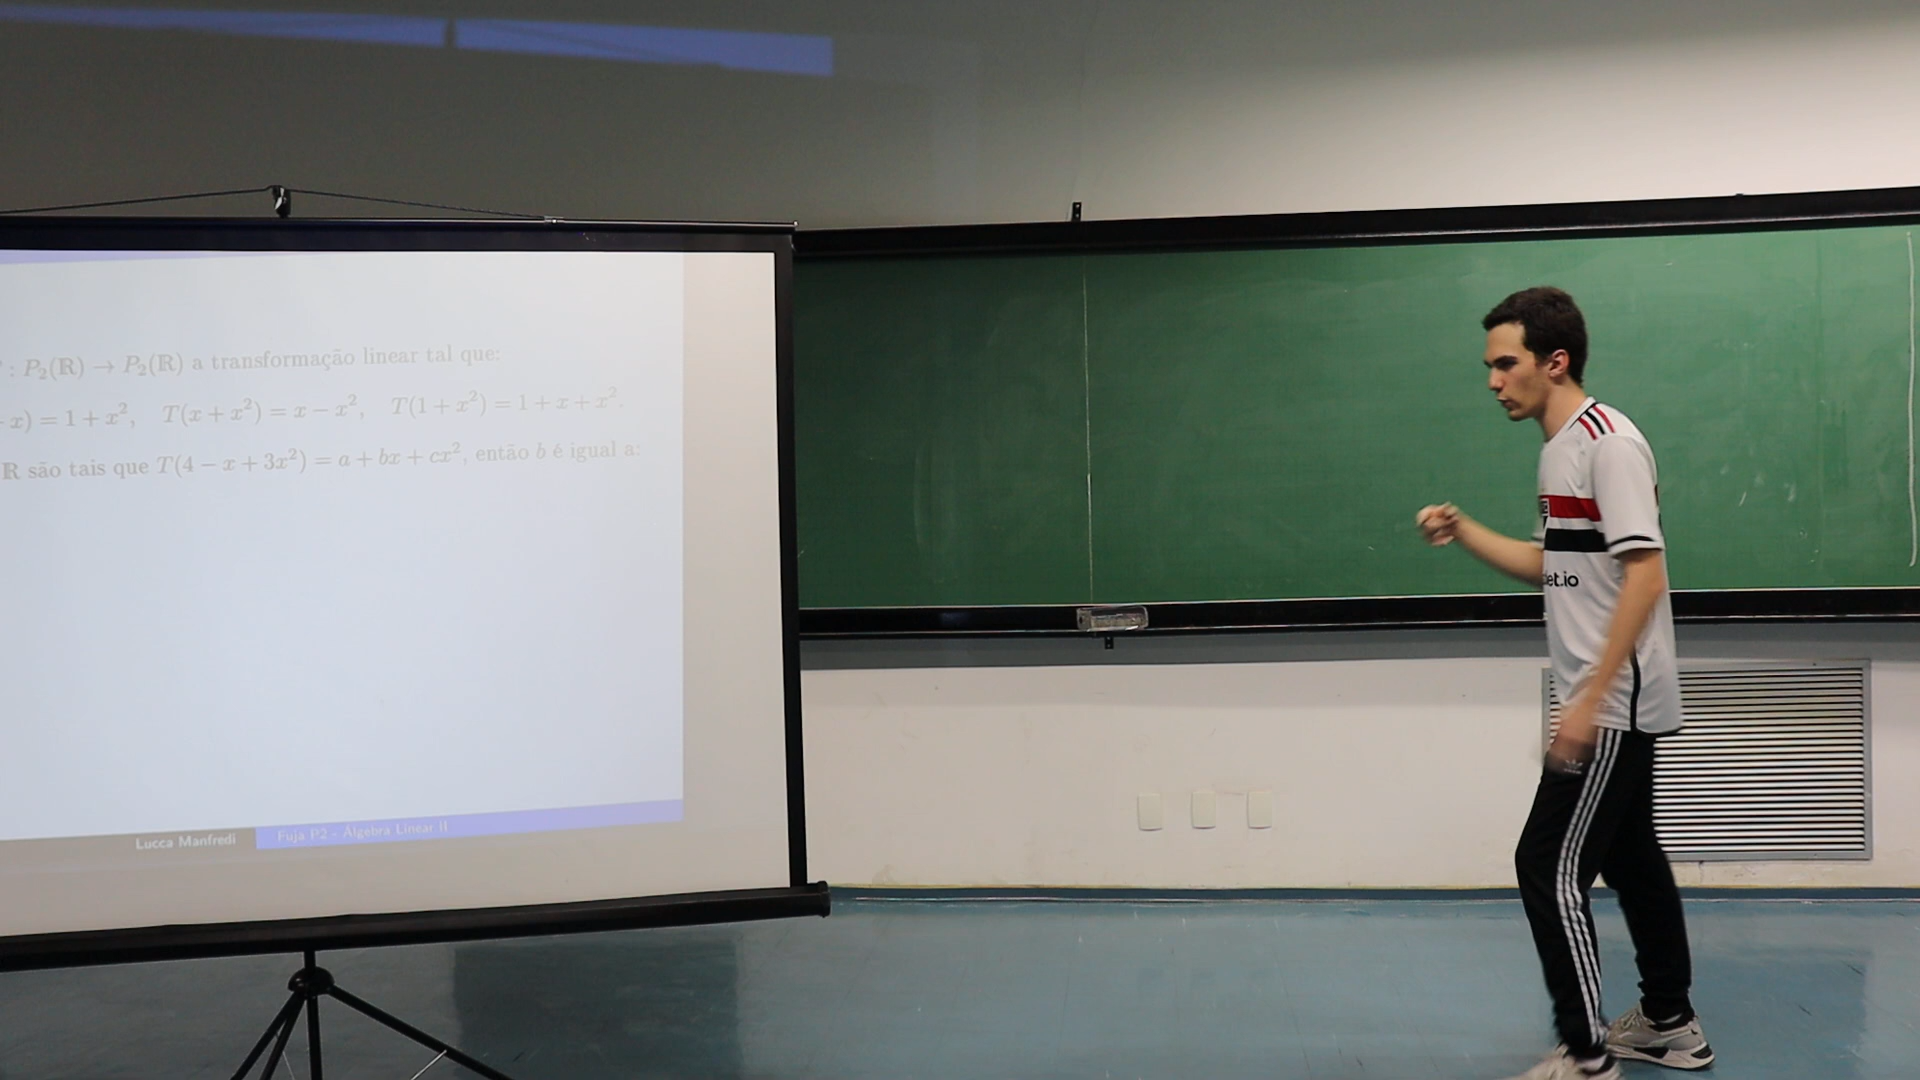 : P₂(ℝ) → P₂(ℝ) a transformação linear tal que:
x) = 1 + x², T(x + x²) = x − x², T(1 + x²) = 1 + x + x².
ℝ são tais que T(4 − x + 3x²) = a + bx + cx², então b é igual a:
Lucca Manfredi
Fuja P2 - Álgebra Linear II
et.io